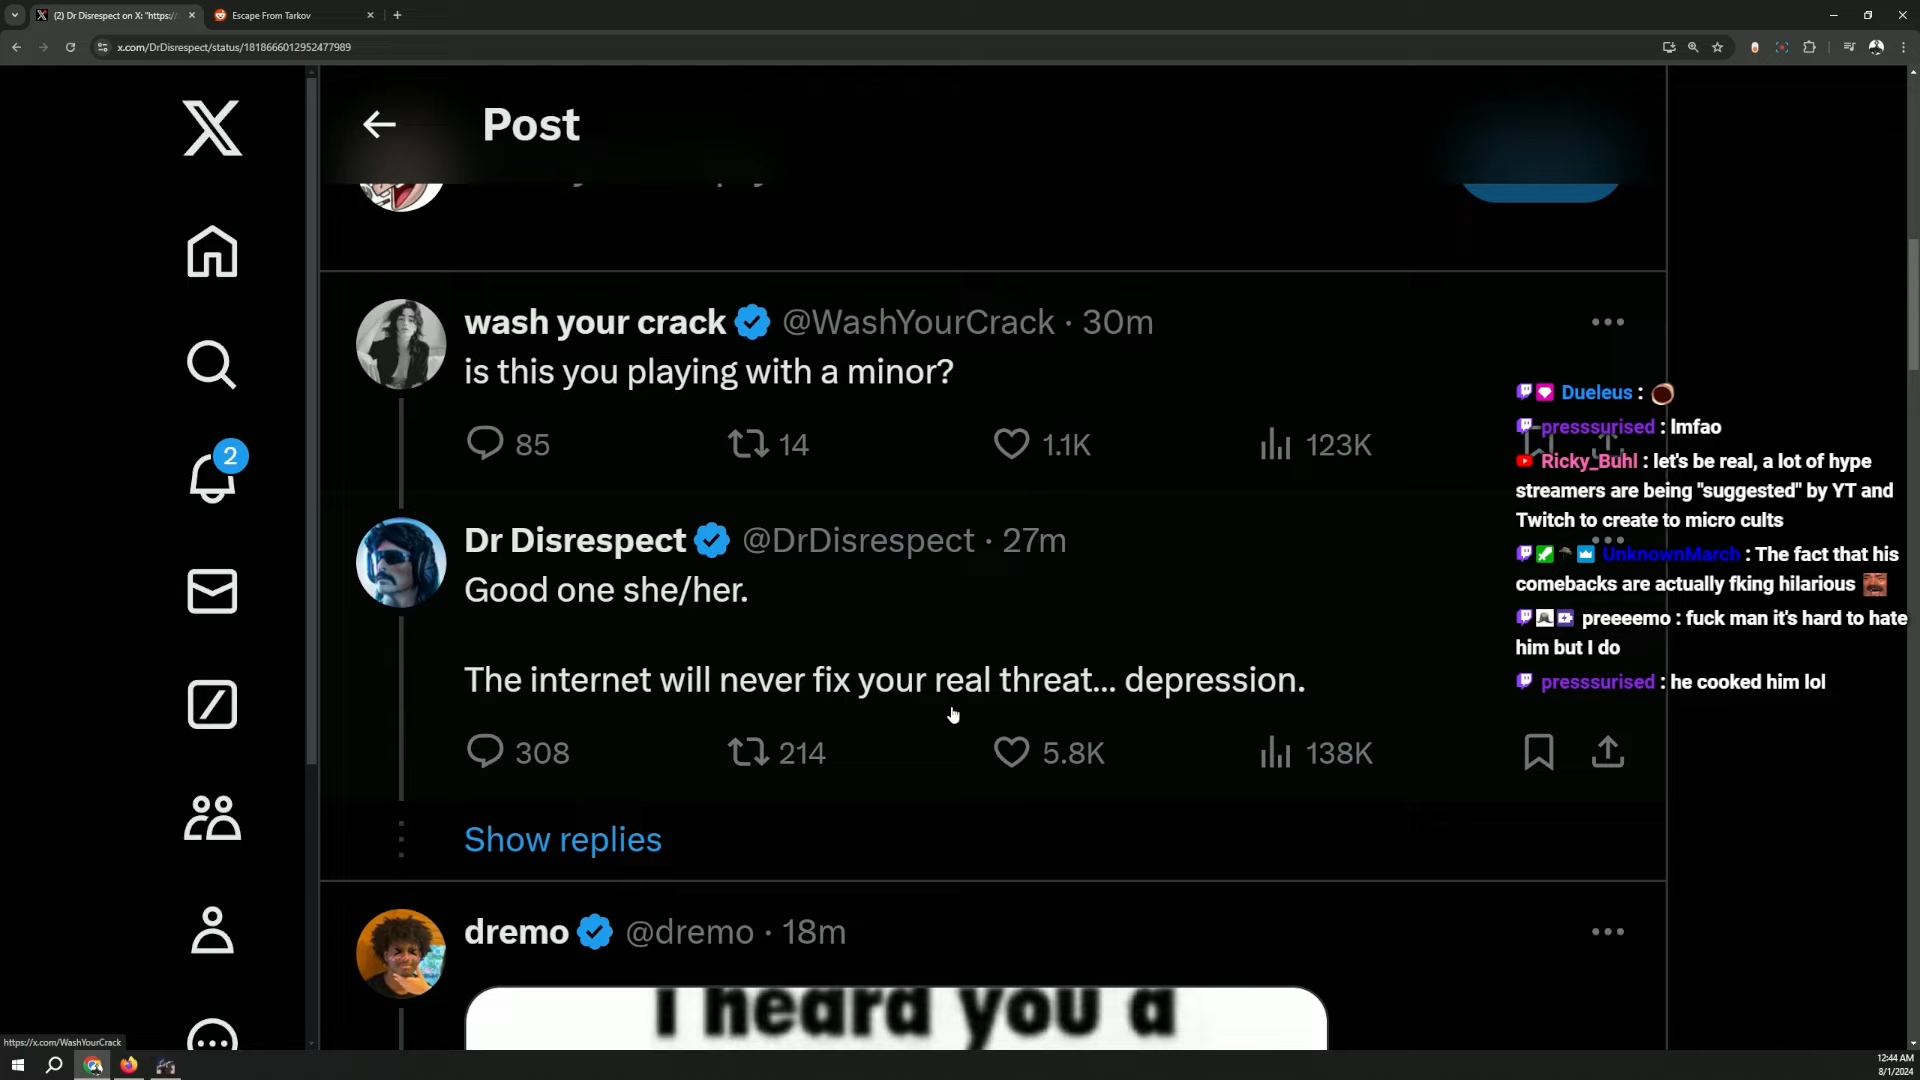 (2) Dr Disrespect on X: "https://
Escape From Tarkov
x.com/DrDisrespect/status/1818666012952477989
Post
wash your crack @WashYourCrack · 30m
is this you playing with a minor?
85 14 1.1K 123K
Dr Disrespect @DrDisrespect · 27m
Good one she/her.
The internet will never fix your real threat... depression.
308 214 5.8K 138K
Show replies
dremo @dremo · 18m
I heard you a
2
Dueleus :
presssurised : lmfao
Ricky_Buhl : let's be real, a lot of hype
streamers are being "suggested" by YT and
Twitch to create to micro cults
UnknownMarch : The fact that his
comebacks are actually fking hilarious
preeeemo : fuck man it's hard to hate
him but I do
presssurised : he cooked him lol
https://x.com/WashYourCrack
12:44 AM
8/1/2024